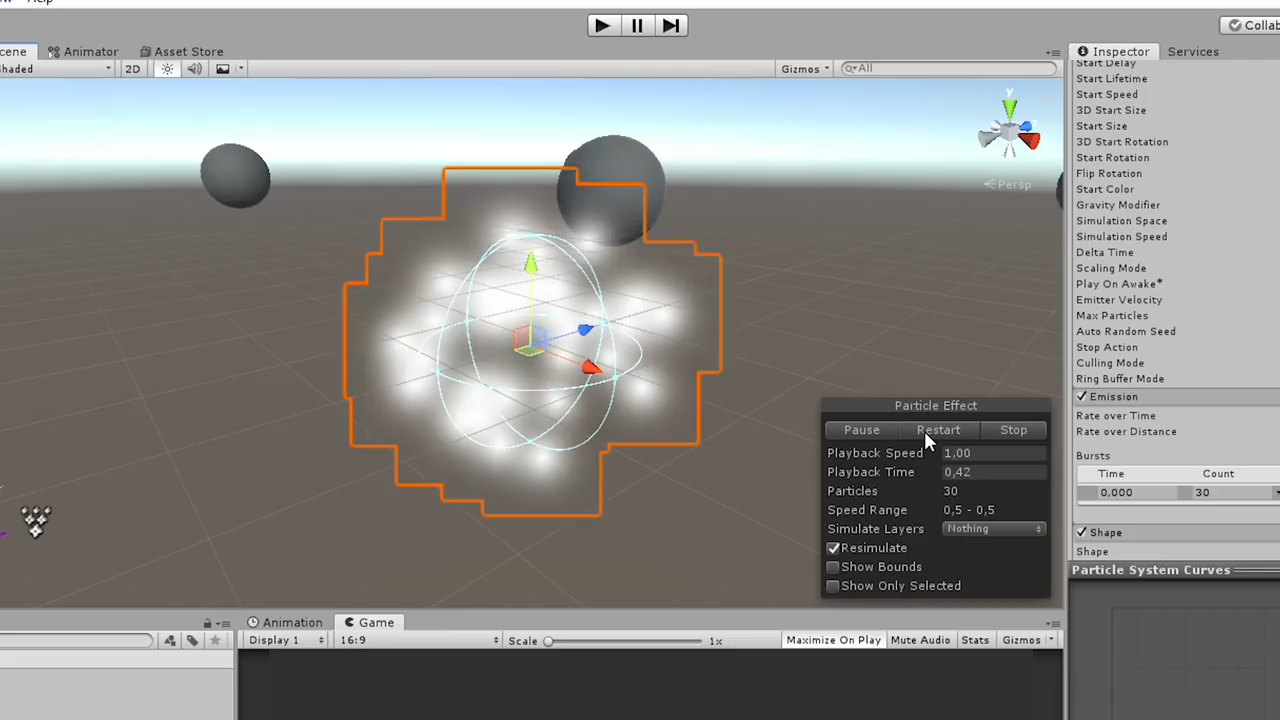 Help
Collab
Animator
Asset Store
2D
Gizmos
All
y
Persp
Inspector
Services
Start Delay
Start Lifetime
Start Speed
3D Start Size
Start Size
3D Start Rotation
Start Rotation
Flip Rotation
Start Color
Gravity Modifier
Simulation Space
Simulation Speed
Delta Time
Scaling Mode
Play On Awake*
Emitter Velocity
Max Particles
Auto Random Seed
Stop Action
Culling Mode
Ring Buffer Mode
Emission
Rate over Time
Rate over Distance
Bursts
Time Count
0,000 30
Shape
Shape
Particle System Curves
Particle Effect
Pause Restart Stop
Playback Speed 1,00
Playback Time 0,42
Particles 30
Speed Range 0,5 - 0,5
Simulate Layers Nothing
Resimulate
Show Bounds
Show Only Selected
Animation
Game
Display 1
16:9
Scale 1x
Maximize On Play
Mute Audio
Stats
Gizmos